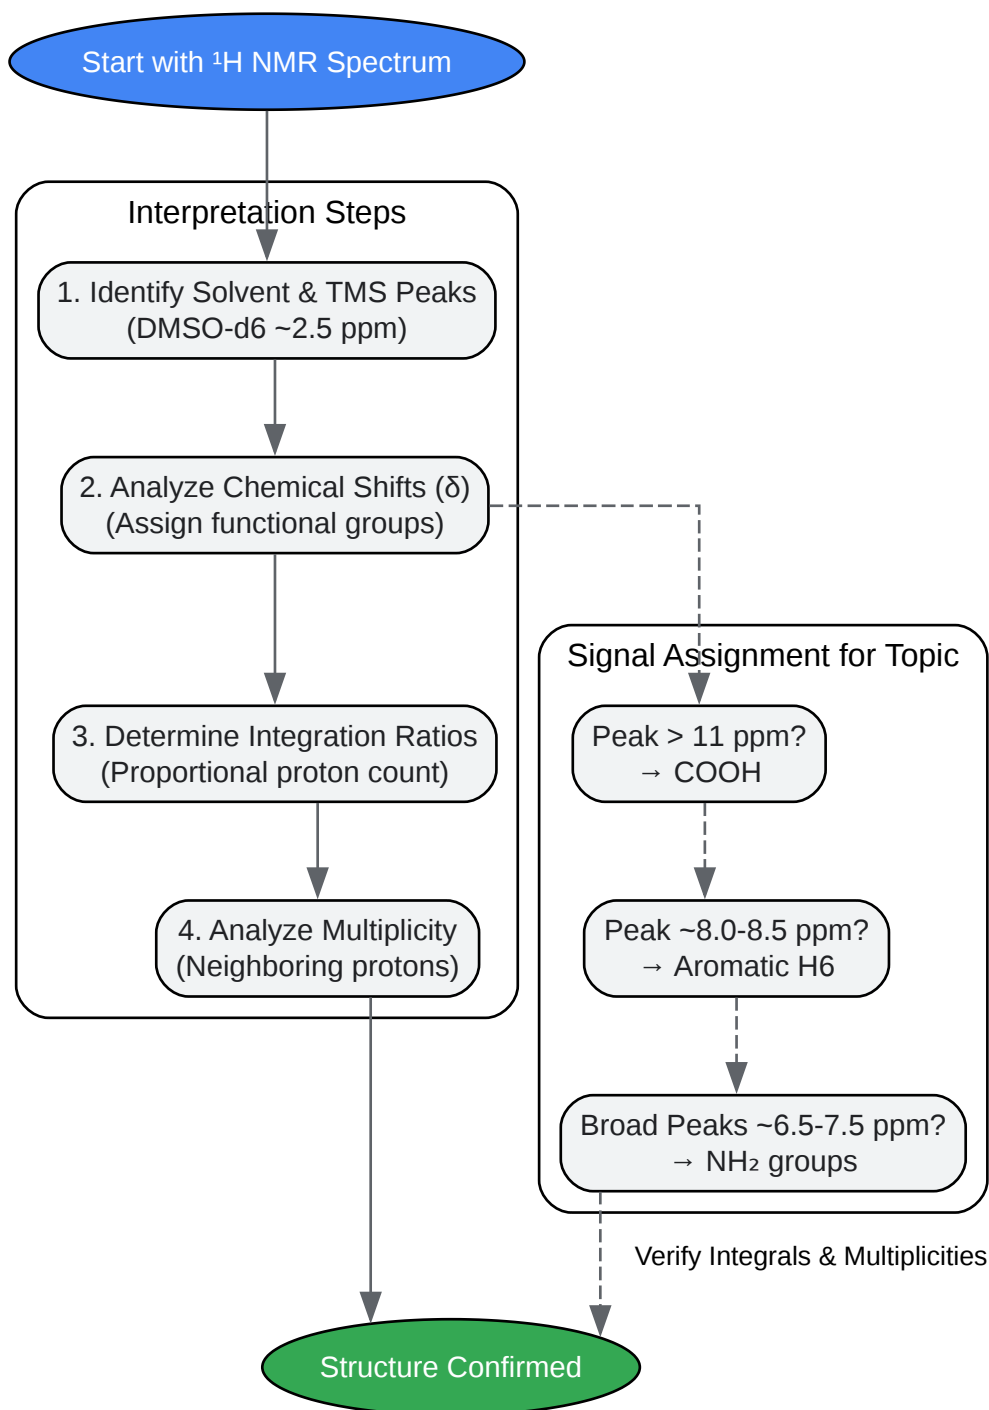 Start with ¹H NMR Spectrum
Interpretation Steps
1. Identify Solvent & TMS Peaks
(DMSO-d6 ~2.5 ppm)
2. Analyze Chemical Shifts (δ)
(Assign functional groups)
3. Determine Integration Ratios
(Proportional proton count)
4. Analyze Multiplicity
(Neighboring protons)
Signal Assignment for Topic
Peak > 11 ppm?
→ COOH
Peak ~8.0-8.5 ppm?
→ Aromatic H6
Broad Peaks ~6.5-7.5 ppm?
→ NH₂ groups
Verify Integrals & Multiplicities
Structure Confirmed